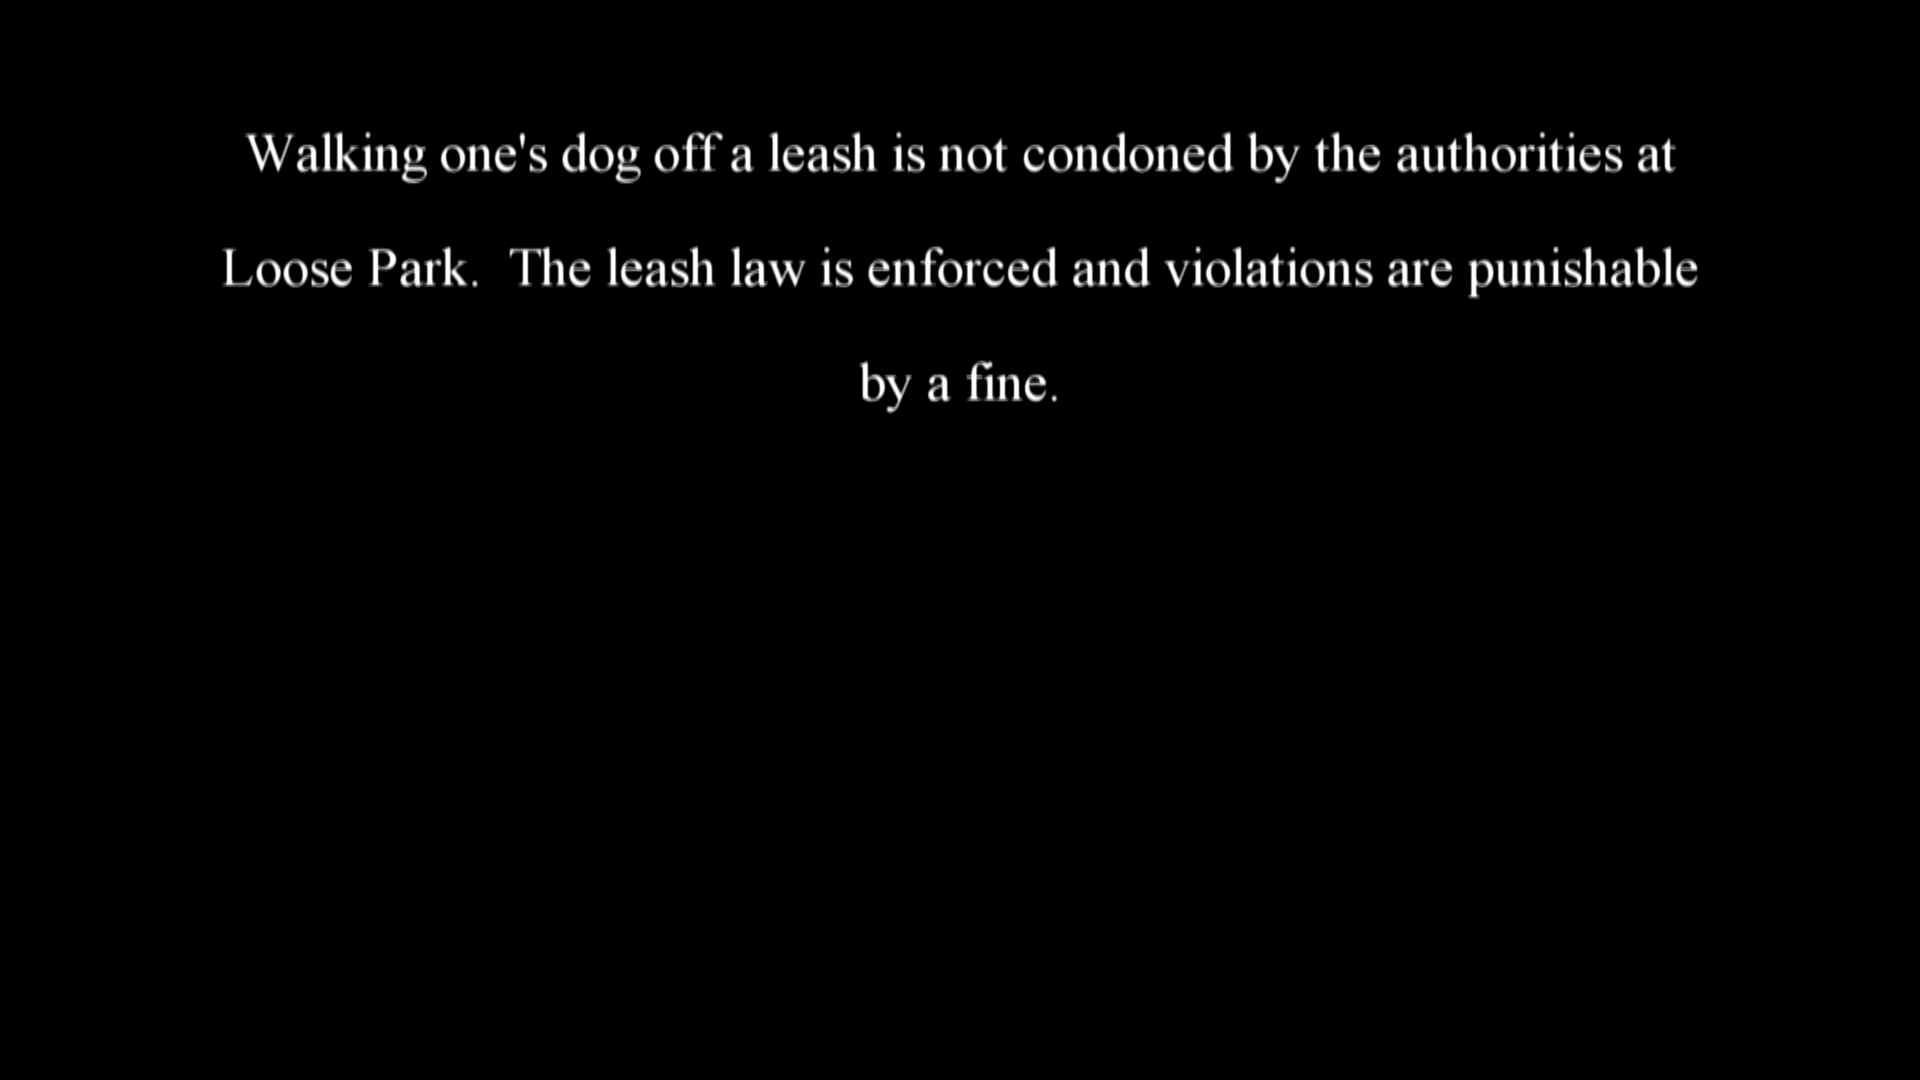 Walking one's dog off a leash is not condoned by the authorities at
Loose Park.  The leash law is enforced and violations are punishable
by a fine.